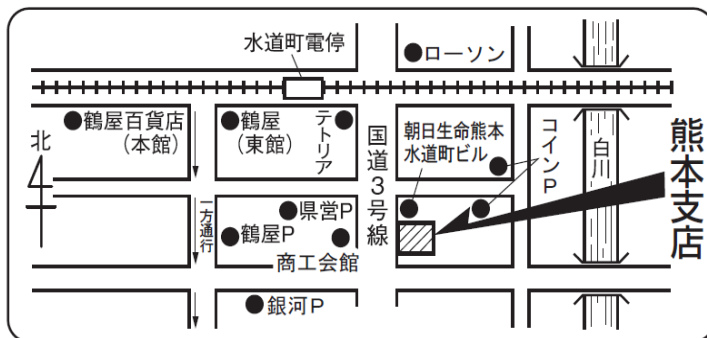 水道町電停
ローソン
鶴屋百貨店
（本館）
鶴屋
（東館）
テトリア
国道３号線
朝日生命熊本
水道町ビル
コインＰ
白川
熊本支店
北
一方通行
県営Ｐ
鶴屋Ｐ
商工会館
銀河Ｐ